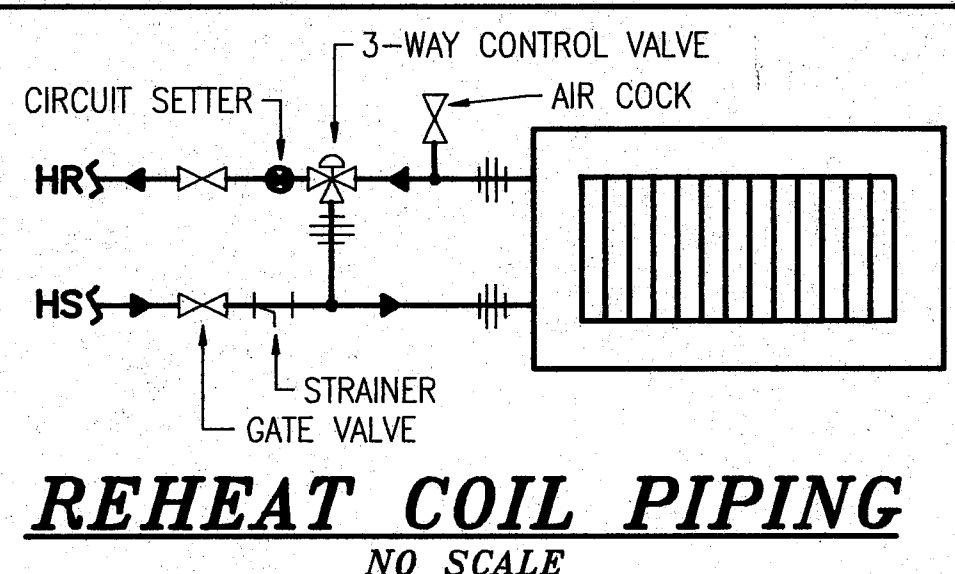 3-WAY CONTROL VALVE
CIRCUIT SETTER
AIR COCK
HR
HS
STRAINER
GATE VALVE
REHEAT COIL PIPING
NO SCALE